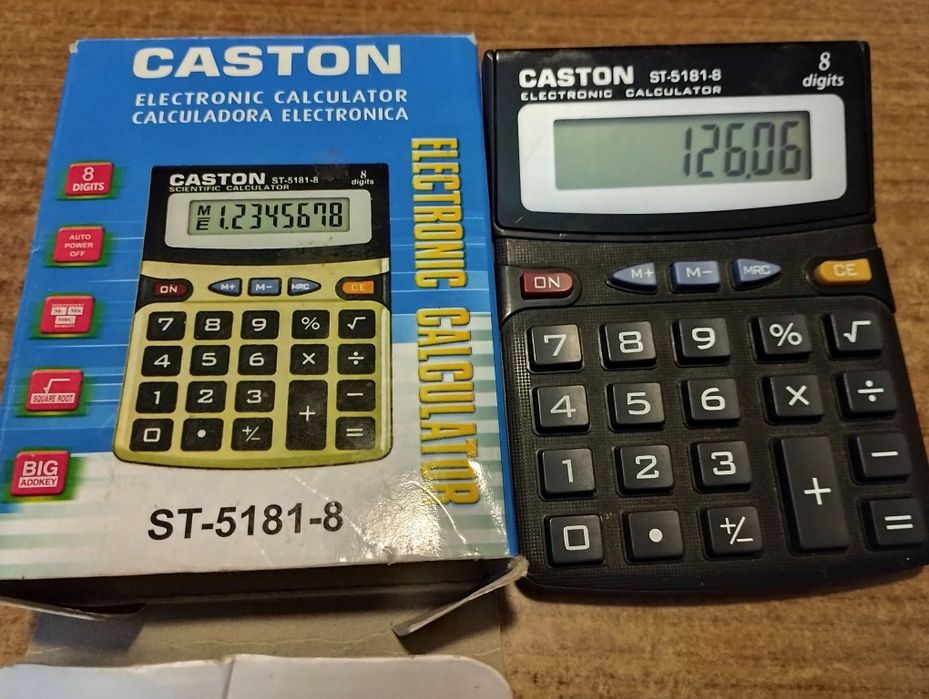 CASTON
ELECTRONIC CALCULATOR
CALCULADORA ELECTRONICA
ELECTRONIC CALCULATOR
8
DIGITS
AUTO
POWER
OFF
SQUARE ROOT
BIG
ADDKEY
CASTON ST-5181-8
8
digits
SCIENTIFIC CALCULATOR
M
E
1.2345678
ON M+ M- MRC CE
7 8 9 % √
4 5 6 × ÷
1 2 3 + −
0 • +/− =
ST-5181-8
CASTON ST-5181-8
ELECTRONIC CALCULATOR
8
digits
126.06
ON M+ M− MRC CE
7 8 9 % √
4 5 6 × ÷
1 2 3 + −
0 • +/− =